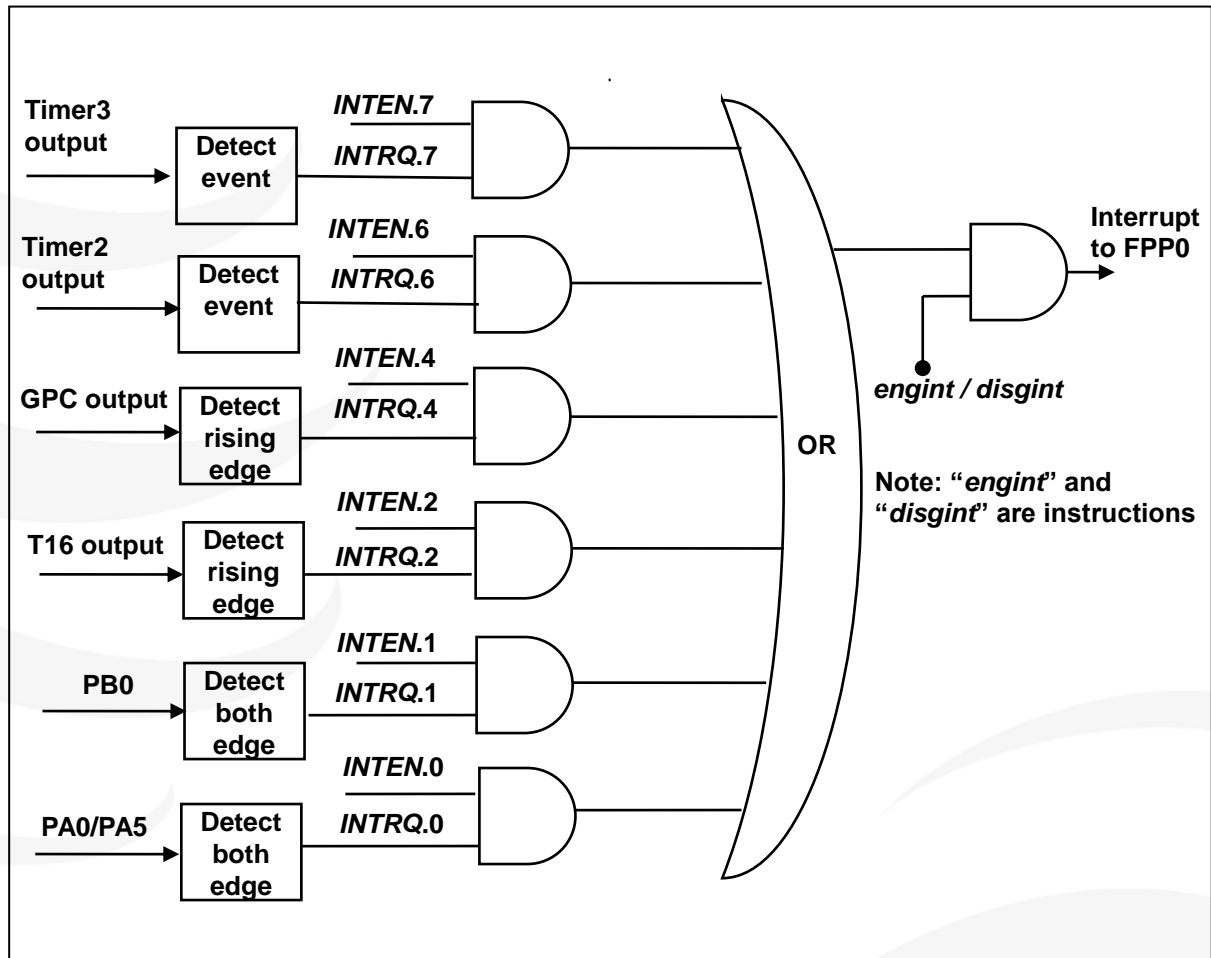 Timer3
output
Detect
event
INTEN.7
INTRQ.7
Timer2
output
Detect
event
INTEN.6
INTRQ.6
GPC output
Detect
rising
edge
INTEN.4
INTRQ.4
T16 output
Detect
rising
edge
INTEN.2
INTRQ.2
PB0
Detect
both
edge
INTEN.1
INTRQ.1
PA0/PA5
Detect
both
edge
INTEN.0
INTRQ.0
OR
Interrupt
to FPP0
engint / disgint
Note: “engint” and
“disgint” are instructions